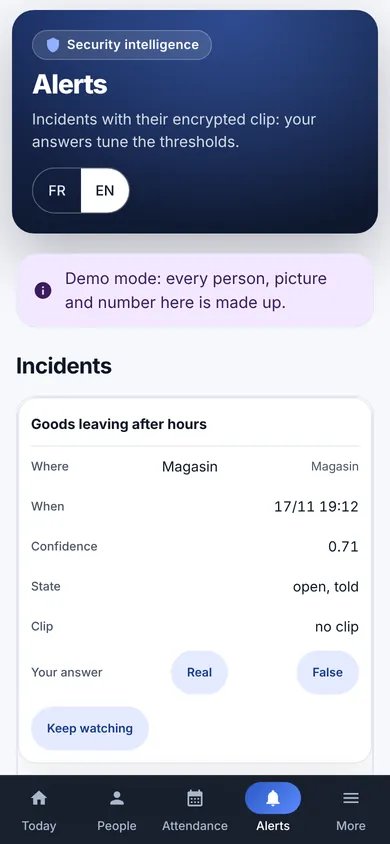 Security intelligence
Alerts
Incidents with their encrypted clip: your
answers tune the thresholds.
FR EN
Demo mode: every person, picture
and number here is made up.
Incidents
Goods leaving after hours
Where Magasin Magasin
When 17/11 19:12
Confidence 0.71
State open, told
Clip no clip
Your answer Real False
Keep watching
Today People Attendance Alerts More